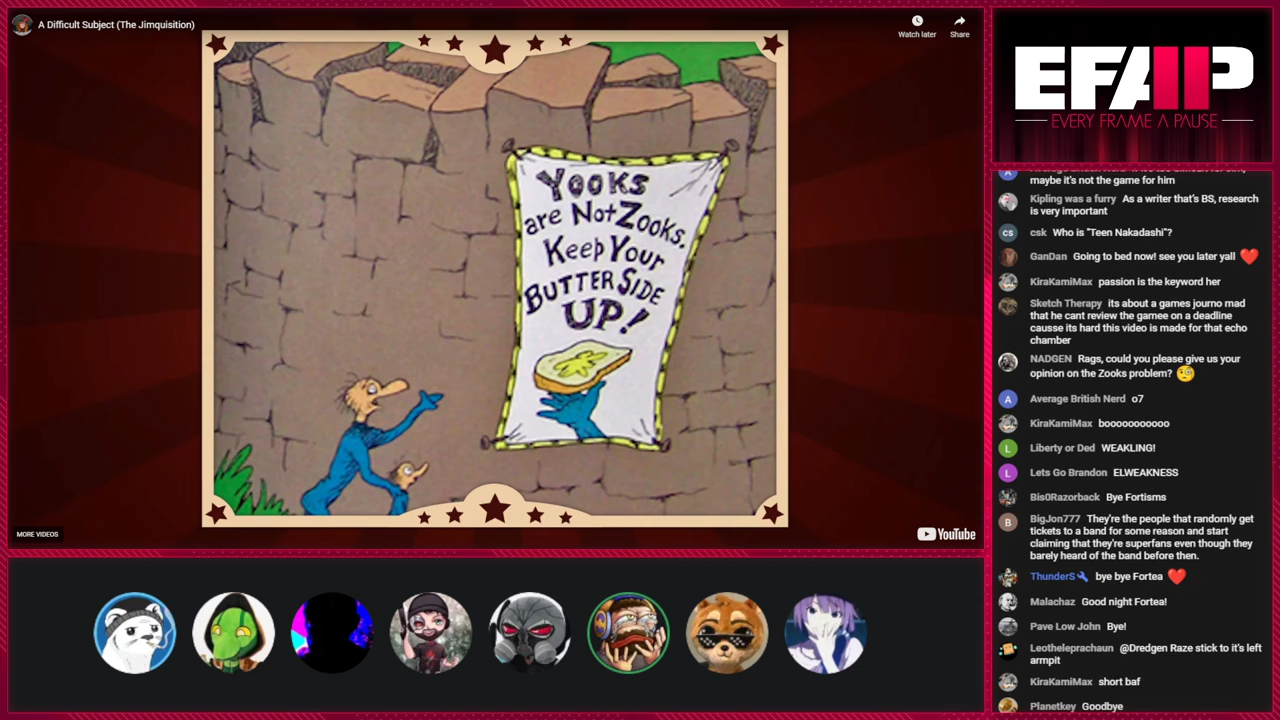 A Difficult Subject (The Jimquisition)
Watch later
Share
YOOKS
are Not ZOOKS.
Keep Your
BUTTER SIDE
UP!
MORE VIDEOS
YouTube
EFAP
EVERY FRAME A PAUSE
maybe it's not the game for him
Kipling was a furry As a writer that's BS, research
is very important
cs
csk Who is "Teen Nakadashi"?
GanDan Going to bed now! see you later yall
KiraKamiMax passion is the keyword her
Sketch Therapy its about a games journo mad
that he cant review the gamee on a deadline
causse its hard this video is made for that echo
chamber
NADGEN Rags, could you please give us your
opinion on the Zooks problem?
A
Average British Nerd o7
KiraKamiMax booooooooooo
L
Liberty or Ded WEAKLING!
L
Lets Go Brandon ELWEAKNESS
Bis0Razorback Bye Fortisms
B
BigJon777 They're the people that randomly get
tickets to a band for some reason and start
claiming that they're superfans even though they
barely heard of the band before then.
ThunderS bye bye Fortea
Malachaz Good night Fortea!
Pave Low John Bye!
Leotheleprachaun @Dredgen Raze stick to it's left
armpit
KiraKamiMax short baf
Planetkey Goodbye